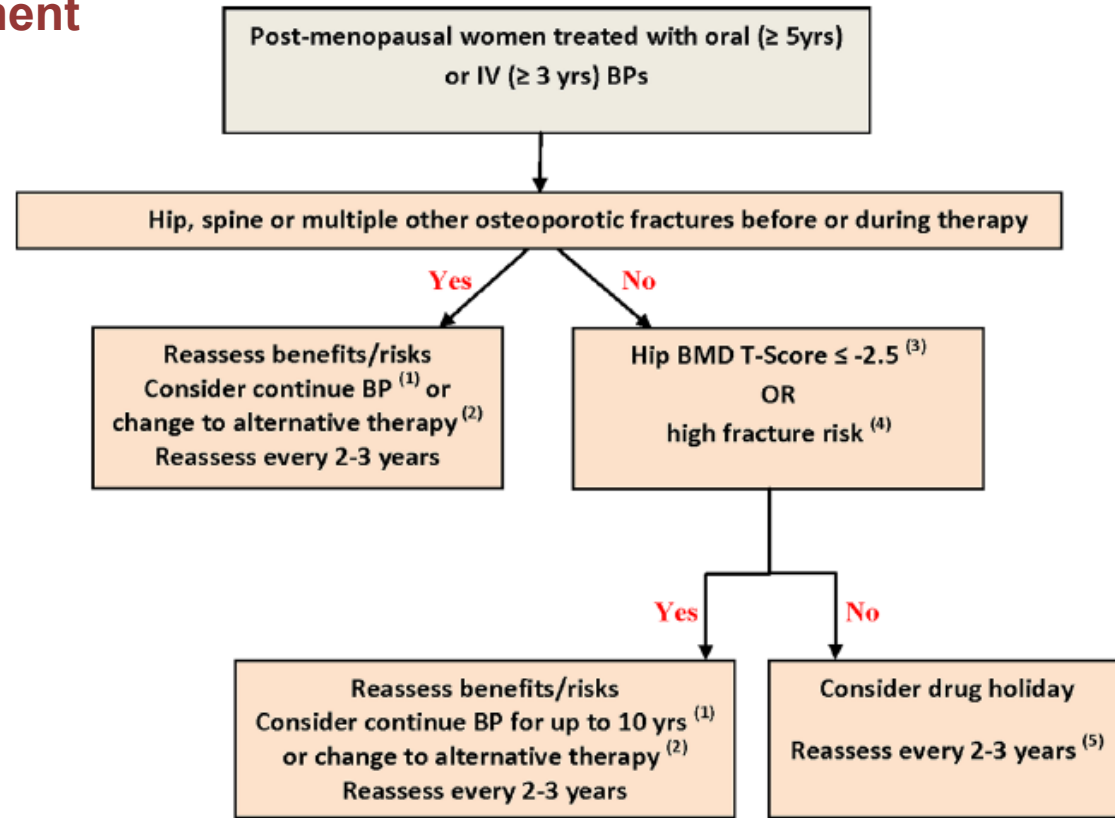 Post-menopausal women treated with oral (≥ 5yrs)
or IV (≥ 3 yrs) BPs
Hip, spine or multiple other osteoporotic fractures before or during therapy
Yes
No
Reassess benefits/risks
Consider continue BP (1) or
change to alternative therapy (2)
Reassess every 2-3 years
Hip BMD T-Score ≤ -2.5 (3)
OR
high fracture risk (4)
Yes
No
Reassess benefits/risks
Consider continue BP for up to 10 yrs (1)
or change to alternative therapy (2)
Reassess every 2-3 years
Consider drug holiday
Reassess every 2-3 years (5)